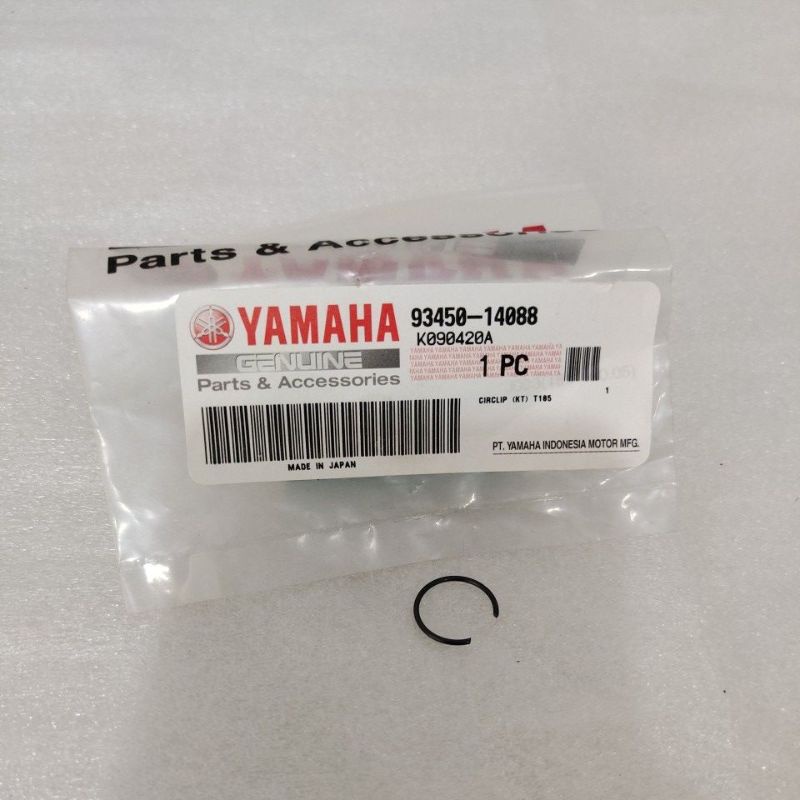 Parts & Accessories
YAMAHA
93450-14088
K090420A
GENUINE
1 PC
Parts & Accessories
CIRCLIP (KT) T105
1
MADE IN JAPAN
PT. YAMAHA INDONESIA MOTOR MFG.